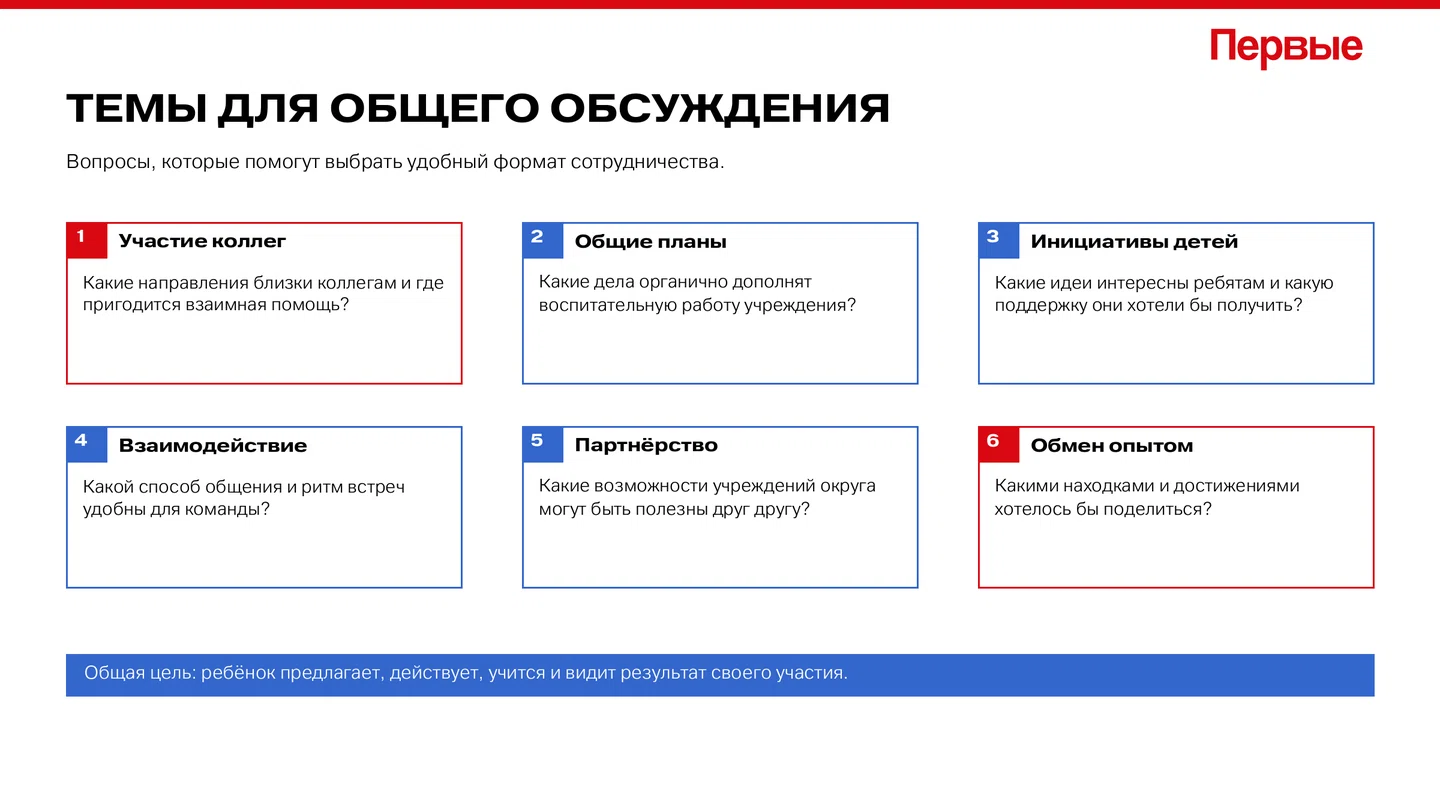 Первые
ТЕМЫ ДЛЯ ОБЩЕГО ОБСУЖДЕНИЯ
Вопросы, которые помогут выбрать удобный формат сотрудничества.
1 Участие коллег
Какие направления близки коллегам и где
пригодится взаимная помощь?
2 Общие планы
Какие дела органично дополнят
воспитательную работу учреждения?
3 Инициативы детей
Какие идеи интересны ребятам и какую
поддержку они хотели бы получить?
4 Взаимодействие
Какой способ общения и ритм встреч
удобны для команды?
5 Партнёрство
Какие возможности учреждений округа
могут быть полезны друг другу?
6 Обмен опытом
Какими находками и достижениями
хотелось бы поделиться?
Общая цель: ребёнок предлагает, действует, учится и видит результат своего участия.